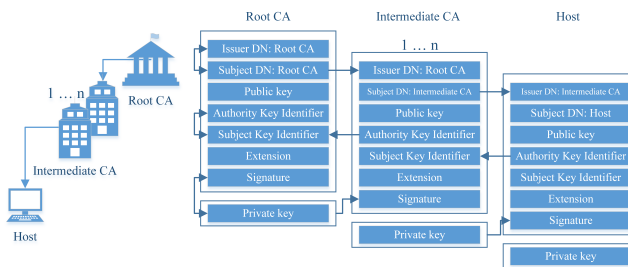 Root CA
Intermediate CA
Host
1 ... n
Root CA
1 ... n
Intermediate CA
Host
Issuer DN: Root CA
Subject DN: Root CA
Public key
Authority Key Identifier
Subject Key Identifier
Extension
Signature
Private key
Issuer DN: Root CA
Subject DN: Intermediate CA
Public key
Authority Key Identifier
Subject Key Identifier
Extension
Signature
Private key
Issuer DN: Intermediate CA
Subject DN: Host
Public key
Authority Key Identifier
Subject Key Identifier
Extension
Signature
Private key